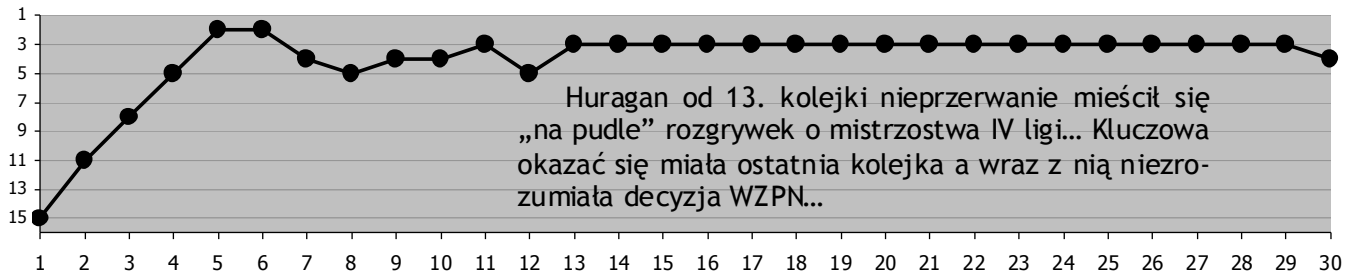 1
3
5
7
9
11
13
15
Huragan od 13. kolejki nieprzerwanie mieścił się
„na pudle” rozgrywek o mistrzostwa IV ligi… Kluczowa
okazać się miała ostatnia kolejka a wraz z nią niezro-
zumiała decyzja WZPN…
1 2 3 4 5 6 7 8 9 10 11 12 13 14 15 16 17 18 19 20 21 22 23 24 25 26 27 28 29 30